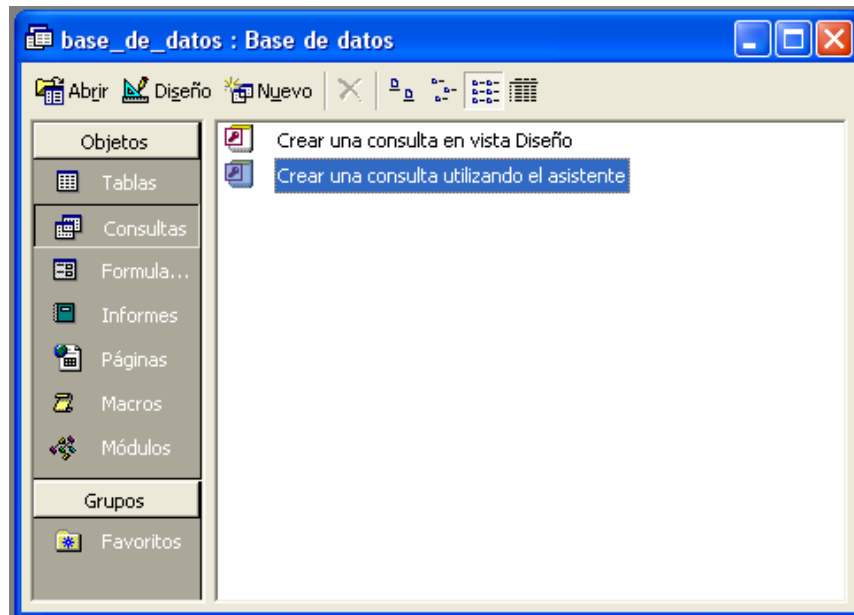 base_de_datos : Base de datos
Abrir Diseño Nuevo
Objetos
Tablas
Consultas
Formula...
Informes
Páginas
Macros
Módulos
Grupos
Favoritos
Crear una consulta en vista Diseño
Crear una consulta utilizando el asistente